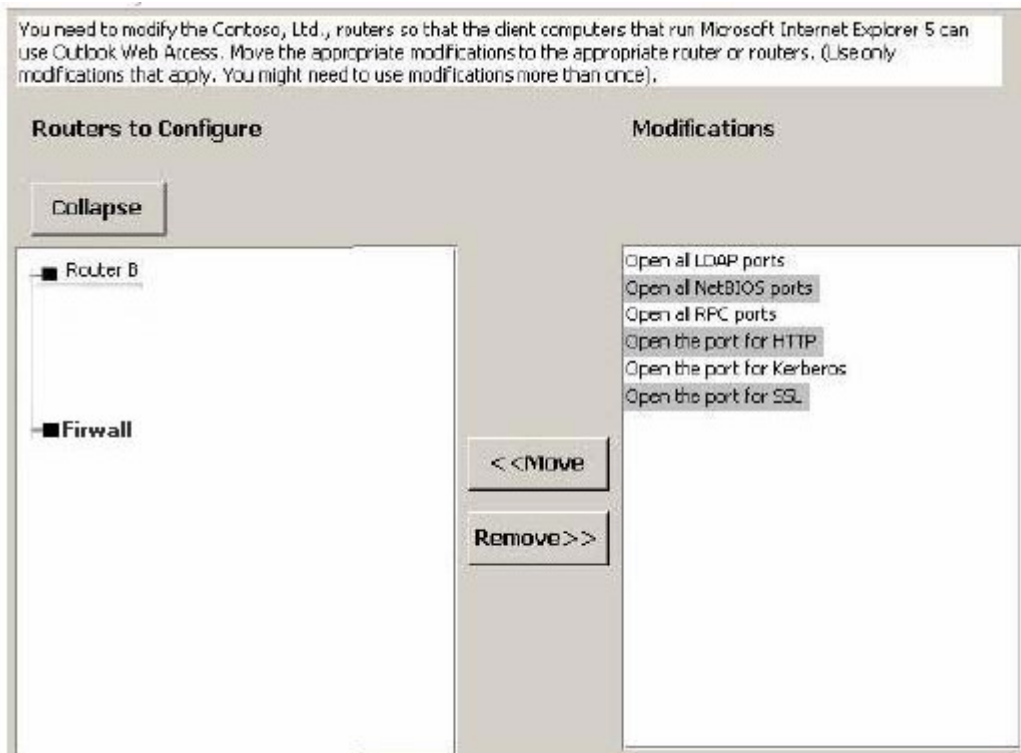 You need to modify the Contoso, Ltd., routers so that the client computers that run Microsoft Internet Explorer 5 can
use Outlook Web Access. Move the appropriate modifications to the appropriate router or routers. (Use only
modifications that apply. You might need to use modifications more than once).
Routers to Configure
Modifications
Collapse
Router B
Firwall
Open all LDAP ports
Open all NetBIOS ports
Open all RPC ports
Open the port for HTTP
Open the port for Kerberos
Open the port for SSL
<<Move
Remove>>